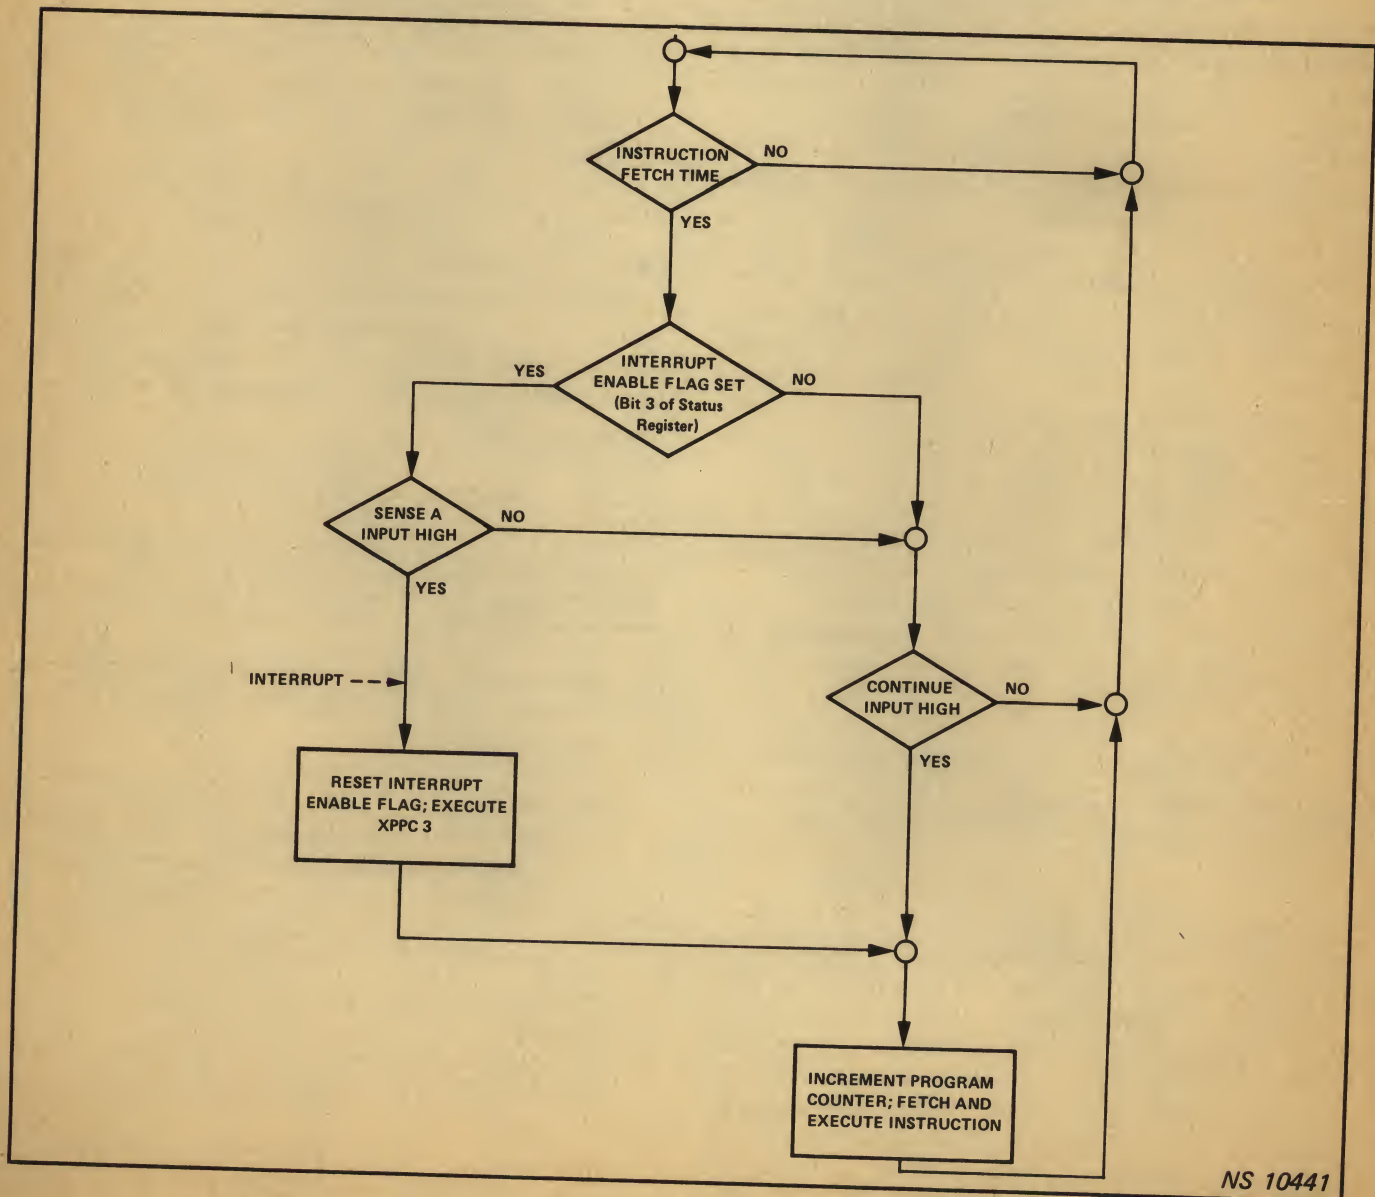 INSTRUCTION
FETCH TIME
NO
YES
INTERRUPT
ENABLE FLAG SET
(Bit 3 of Status
Register)
YES
NO
SENSE A
INPUT HIGH
NO
YES
INTERRUPT
CONTINUE
INPUT HIGH
NO
YES
RESET INTERRUPT
ENABLE FLAG; EXECUTE
XPPC 3
INCREMENT PROGRAM
COUNTER; FETCH AND
EXECUTE INSTRUCTION
NS 10441